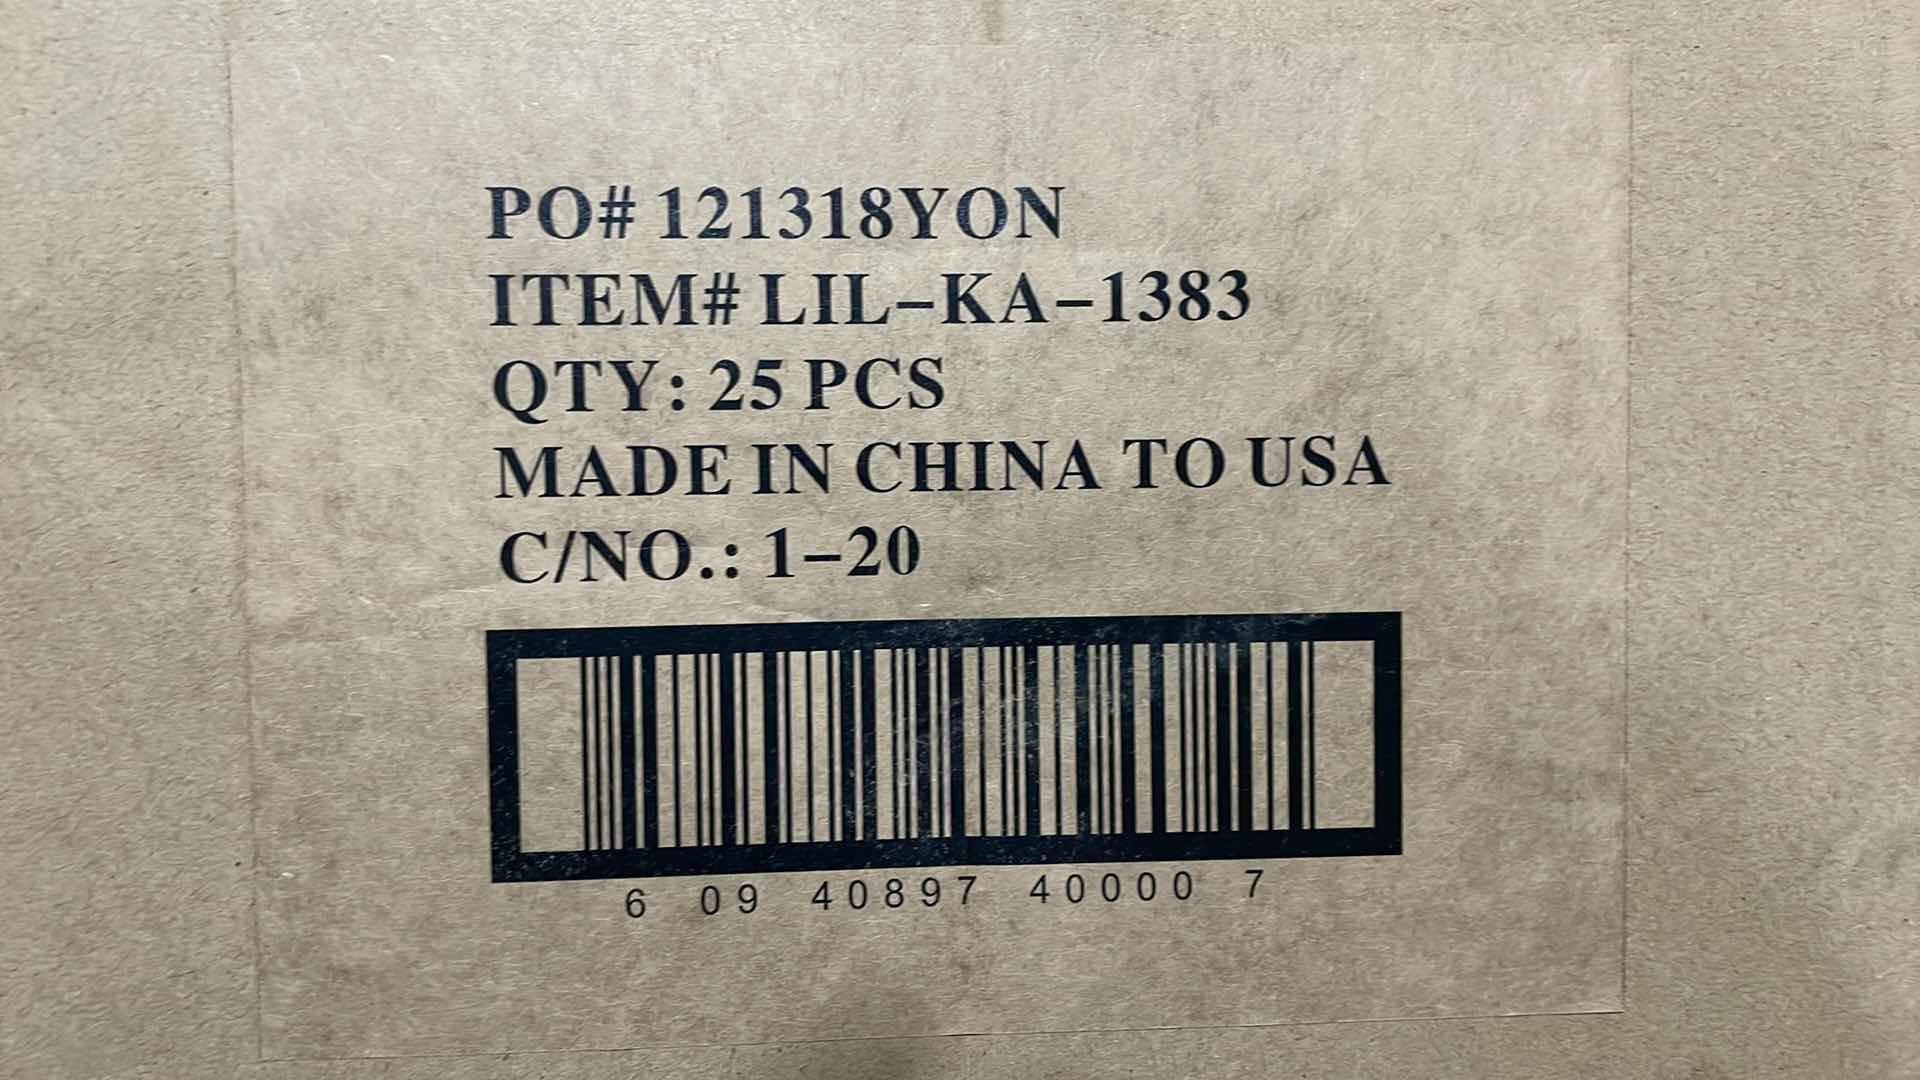 PO# 121318YON
ITEM# LIL-KA-1383
QTY: 25 PCS
MADE IN CHINA TO USA
C/NO.: 1-20
6 09 40897 40000 7